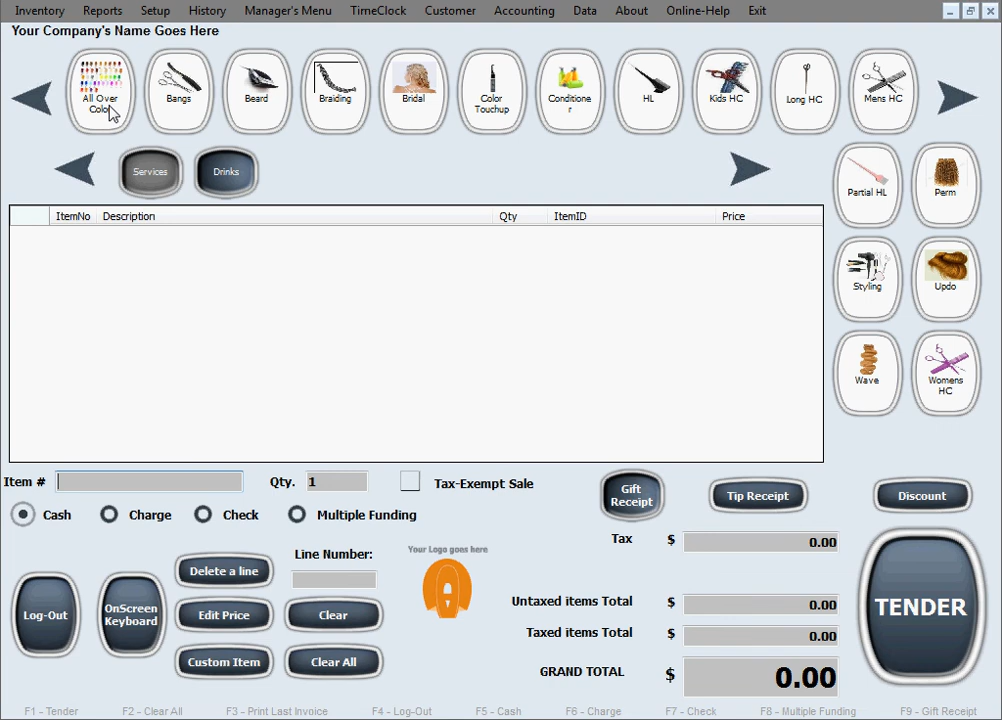 Inventory Reports Setup History Manager's Menu TimeClock Customer Accounting Data About Online-Help Exit
Your Company's Name Goes Here
All Over
Color
Bangs
Beard
Braiding
Bridal
Color
Touchup
Conditione
r
HL
Kids HC
Long HC
Mens HC
Services
Drinks
Partial HL
Perm
Styling
Updo
Wave
Womens
HC
ItemNo Description Qty ItemID Price
Item # Qty. 1 Tax-Exempt Sale
Gift
Receipt
Tip Receipt
Discount
Cash Charge Check Multiple Funding
Tax $ 0.00
Line Number:
Your Logo goes here
Delete a line
Log-Out
OnScreen
Keyboard
Edit Price
Clear
Custom Item
Clear All
Untaxed items Total $ 0.00
Taxed items Total $ 0.00
GRAND TOTAL $ 0.00
TENDER
F1 - Tender F2 - Clear All F3 - Print Last Invoice F4 - Log-Out F5 - Cash F6 - Charge F7 - Check F8 - Multiple Funding F9 - Gift Receipt